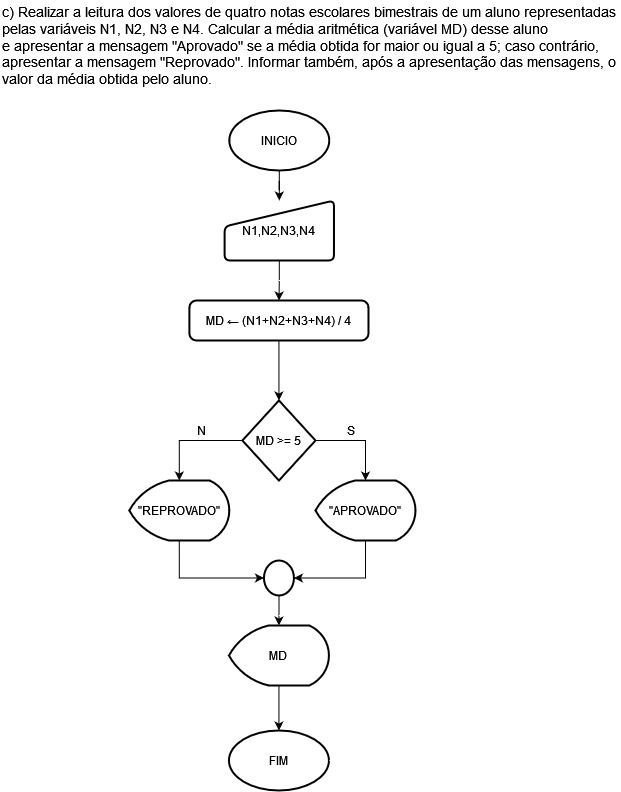 c) Realizar a leitura dos valores de quatro notas escolares bimestrais de um aluno representadas
pelas variáveis N1, N2, N3 e N4. Calcular a média aritmética (variável MD) desse aluno
e apresentar a mensagem "Aprovado" se a média obtida for maior ou igual a 5; caso contrário,
apresentar a mensagem "Reprovado". Informar também, após a apresentação das mensagens, o
valor da média obtida pelo aluno.
INICIO
N1,N2,N3,N4
MD ← (N1+N2+N3+N4) / 4
N
S
MD >= 5
"REPROVADO"
"APROVADO"
MD
FIM